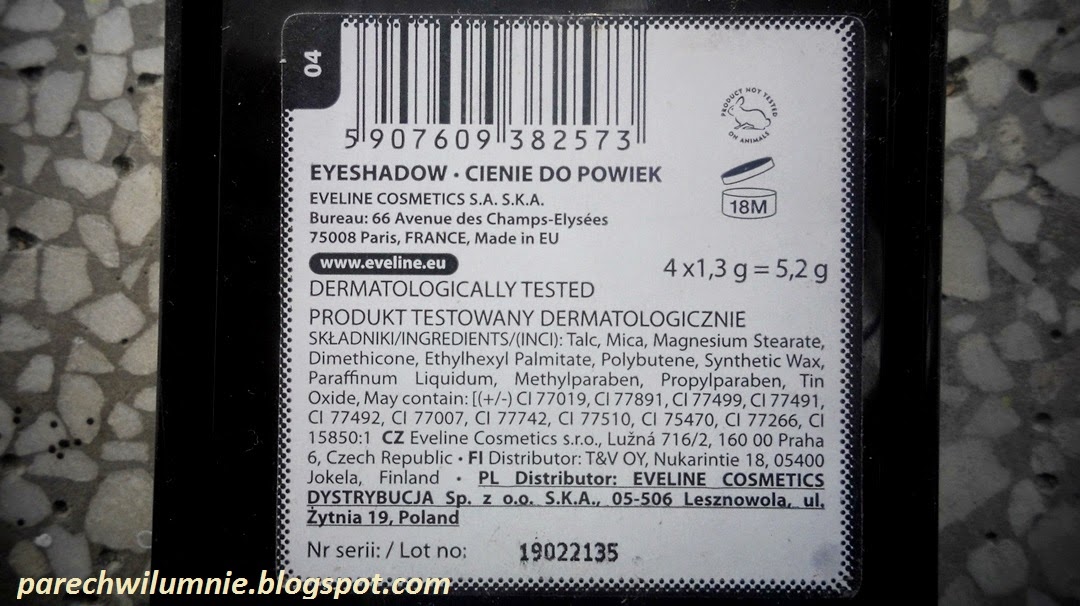 04
5 907609 382573
PRODUCT NOT TESTED
ON ANIMALS
EYESHADOW · CIENIE DO POWIEK
EVELINE COSMETICS S.A. S.K.A.
Bureau: 66 Avenue des Champs-Elysées
75008 Paris, FRANCE, Made in EU
18M
www.eveline.eu
4 x1,3 g = 5,2 g
DERMATOLOGICALLY TESTED
PRODUKT TESTOWANY DERMATOLOGICZNIE
SKŁADNIKI/INGREDIENTS/(INCI): Talc, Mica, Magnesium Stearate,
Dimethicone, Ethylhexyl Palmitate, Polybutene, Synthetic Wax,
Paraffinum Liquidum, Methylparaben, Propylparaben, Tin
Oxide, May contain: [(+/-) CI 77019, CI 77891, CI 77499, CI 77491,
CI 77492, CI 77007, CI 77742, CI 77510, CI 75470, CI 77266, CI
15850:1 CZ Eveline Cosmetics s.r.o., Lužná 716/2, 160 00 Praha
6, Czech Republic · FI Distributor: T&V OY, Nukarintie 18, 05400
Jokela, Finland · PL Distributor: EVELINE COSMETICS
DYSTRYBUCJA Sp. z o.o. S.K.A., 05-506 Lesznowola, ul.
Żytnia 19, Poland
Nr serii: / Lot no: 19022135
parechwilumnie.blogspot.com